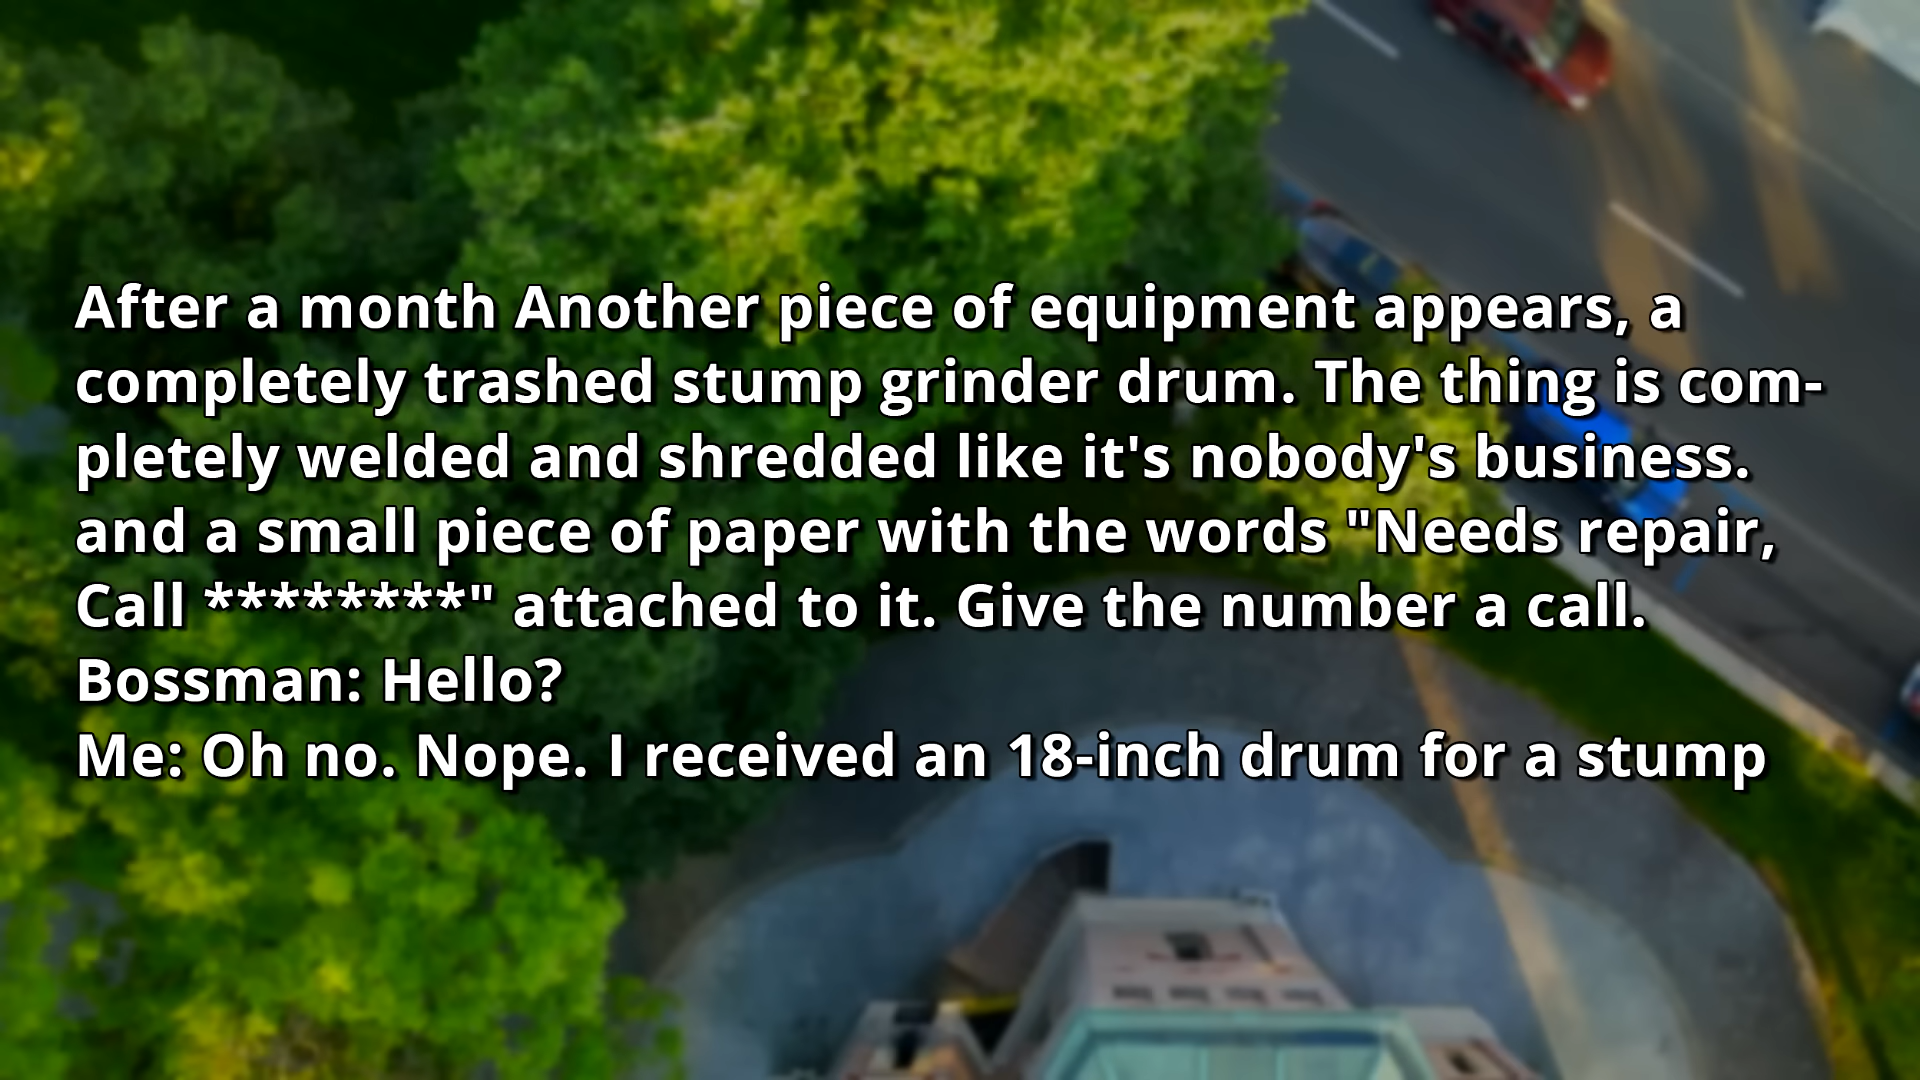 After a month Another piece of equipment appears, a
completely trashed stump grinder drum. The thing is com-
pletely welded and shredded like it's nobody's business.
and a small piece of paper with the words "Needs repair,
Call ********" attached to it. Give the number a call.
Bossman: Hello?
Me: Oh no. Nope. I received an 18-inch drum for a stump